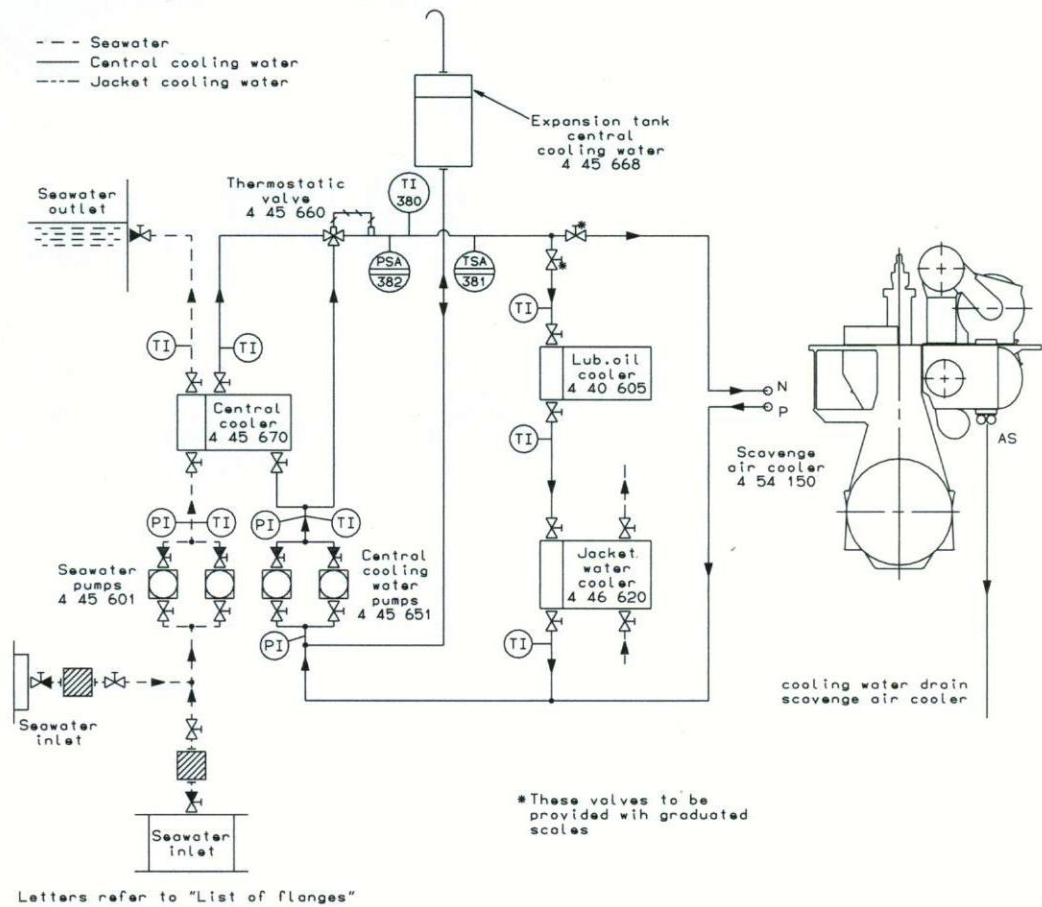 Seawater
Central cooling water
Jacket cooling water
Expansion tank
central
cooling water
4 45 668
Seawater
outlet
Thermostatic
valve
4 45 660
TI
380
PSA
382
TSA
381
*
*
TI
TI
TI
Lub.oil
cooler
4 40 605
N
P
Central
cooler
4 45 670
TI
AS
Scavenge
air cooler
4 54 150
PI
TI
PI
TI
Seawater
pumps
4 45 601
Central
cooling
water
pumps
4 45 651
Jacket
water
cooler
4 46 620
PI
TI
Seawater
inlet
cooling water drain
scavenge air cooler
*These valves to be
provided wih graduated
scales
Seawater
inlet
Letters refer to "List of flanges"